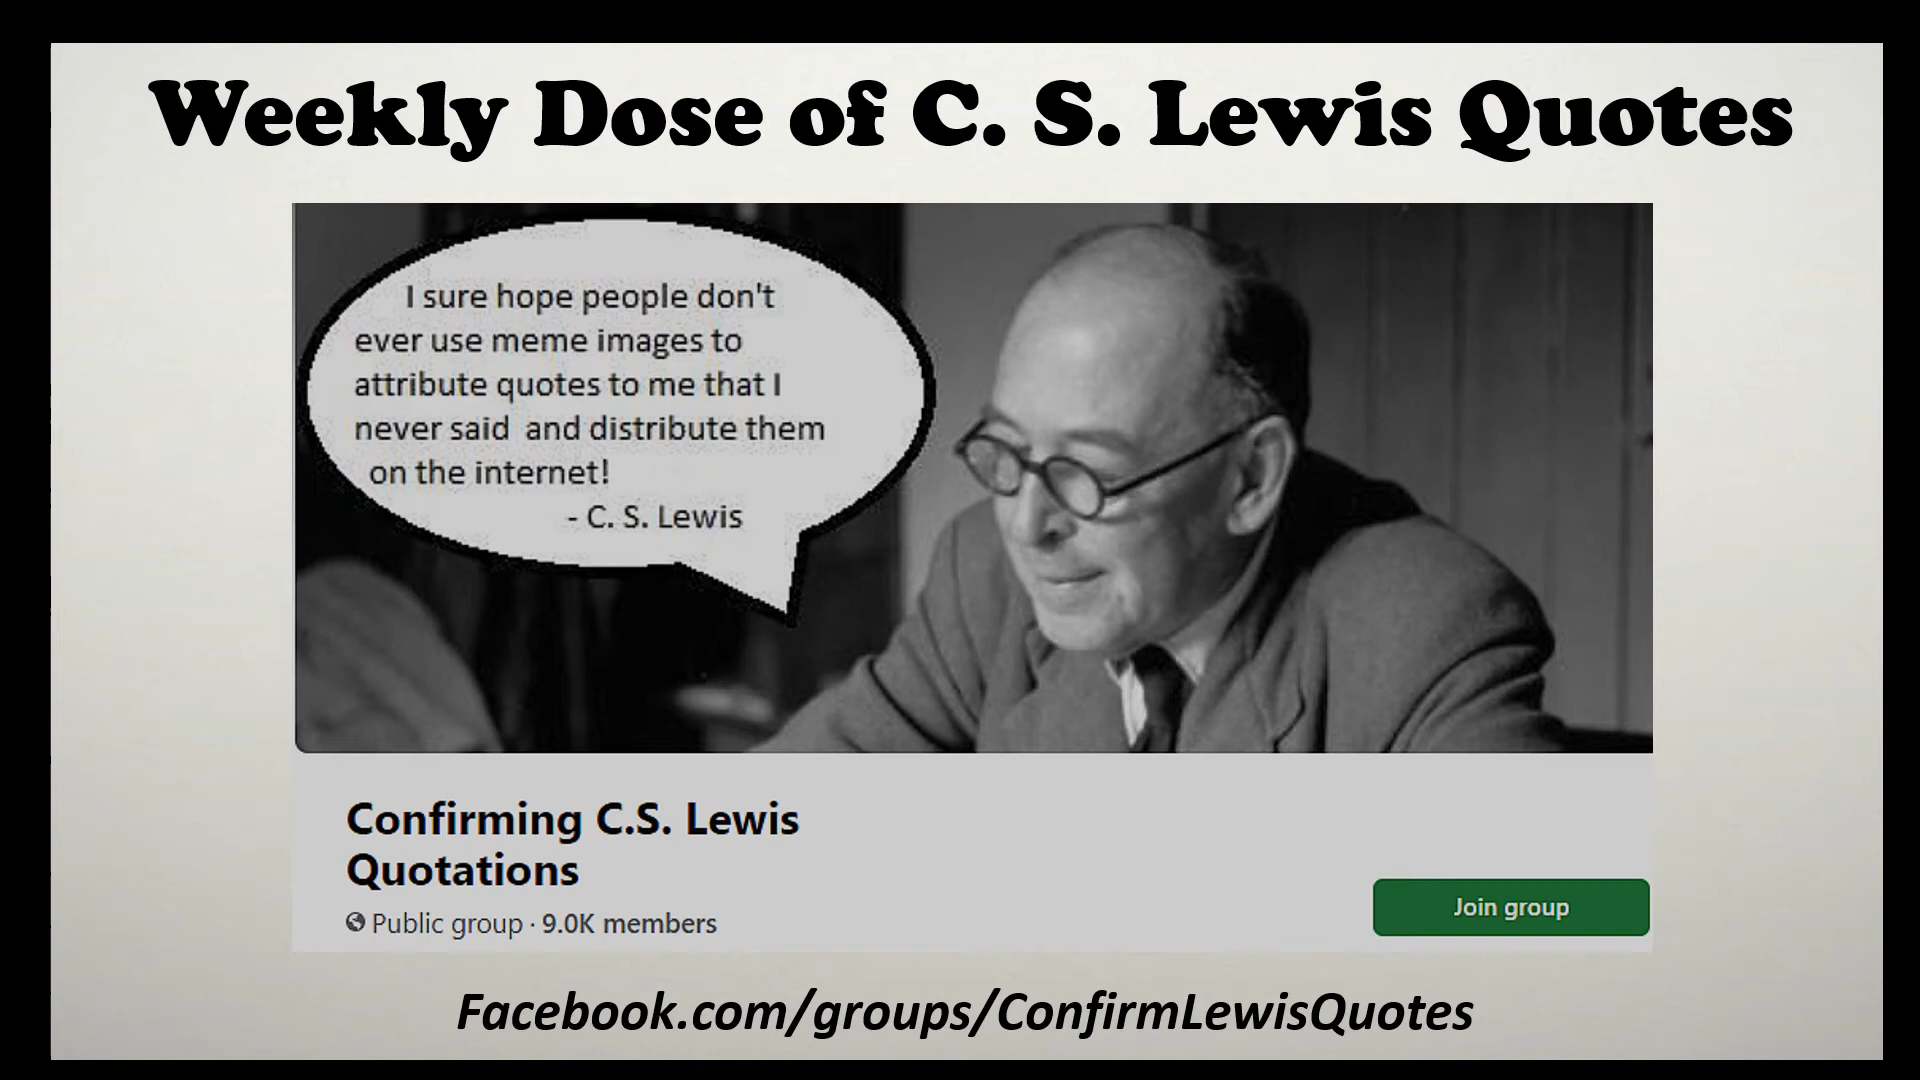 Weekly Dose of C. S. Lewis Quotes
I sure hope people don't
ever use meme images to
attribute quotes to me that I
never said and distribute them
on the internet!
- C. S. Lewis
Confirming C.S. Lewis
Quotations
Public group · 9.0K members
Join group
Facebook.com/groups/ConfirmLewisQuotes